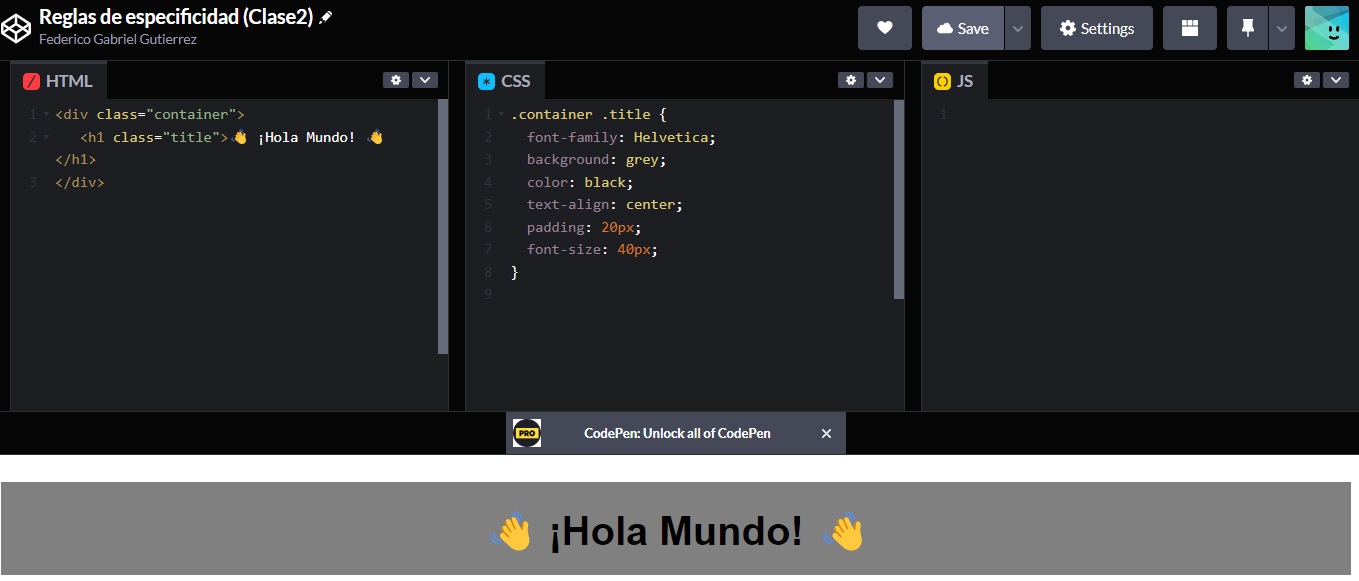 Reglas de especificidad (Clase2)
Federico Gabriel Gutierrez
Save
Settings
HTML
1 <div class="container">
2 <h1 class="title">👋 ¡Hola Mundo! 👋
</h1>
3 </div>
CSS
1 .container .title {
2 font-family: Helvetica;
3 background: grey;
4 color: black;
5 text-align: center;
6 padding: 20px;
7 font-size: 40px;
8 }
9
JS
1
PRO
CodePen: Unlock all of CodePen
👋 ¡Hola Mundo! 👋